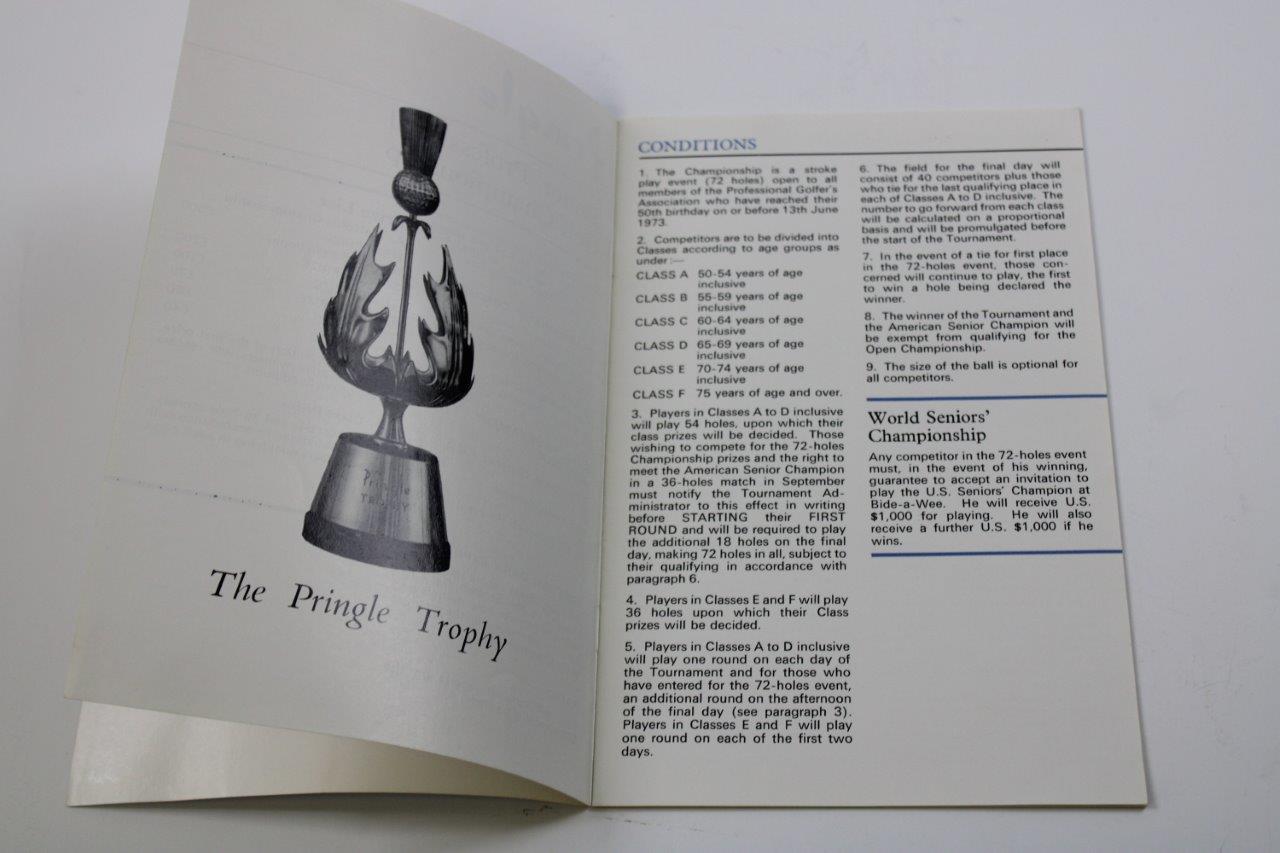 Pringle
TROPHY
The Pringle Trophy
CONDITIONS
1. The Championship is a stroke
play event (72 holes) open to all
members of the Professional Golfer's
Association who have reached their
50th birthday on or before 13th June
1973.
2. Competitors are to be divided into
Classes according to age groups as
under :—
CLASS A 50-54 years of age
inclusive
CLASS B 55-59 years of age
inclusive
CLASS C 60-64 years of age
inclusive
CLASS D 65-69 years of age
inclusive
CLASS E 70-74 years of age
inclusive
CLASS F 75 years of age and over.
3. Players in Classes A to D inclusive
will play 54 holes, upon which their
class prizes will be decided. Those
wishing to compete for the 72-holes
Championship prizes and the right to
meet the American Senior Champion
in a 36-holes match in September
must notify the Tournament Ad-
ministrator to this effect in writing
before STARTING their FIRST
ROUND and will be required to play
the additional 18 holes on the final
day, making 72 holes in all, subject to
their qualifying in accordance with
paragraph 6.
4. Players in Classes E and F will play
36 holes upon which their Class
prizes will be decided.
5. Players in Classes A to D inclusive
will play one round on each day of
the Tournament and for those who
have entered for the 72-holes event,
an additional round on the afternoon
of the final day (see paragraph 3).
Players in Classes E and F will play
one round on each of the first two
days.
6. The field for the final day will
consist of 40 competitors plus those
who tie for the last qualifying place in
each of Classes A to D inclusive. The
number to go forward from each class
will be calculated on a proportional
basis and will be promulgated before
the start of the Tournament.
7. In the event of a tie for first place
in the 72-holes event, those con-
cerned will continue to play, the first
to win a hole being declared the
winner.
8. The winner of the Tournament and
the American Senior Champion will
be exempt from qualifying for the
Open Championship.
9. The size of the ball is optional for
all competitors.
World Seniors'
Championship
Any competitor in the 72-holes event
must, in the event of his winning,
guarantee to accept an invitation to
play the U.S. Seniors' Champion at
Bide-a-Wee. He will receive U.S.
$1,000 for playing. He will also
receive a further U.S. $1,000 if he
wins.